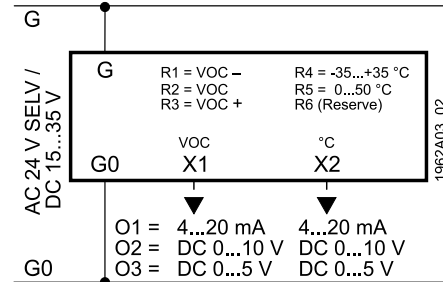 G
AC 24 V SELV /
DC 15...35 V
G
R1 = VOC –
R2 = VOC
R3 = VOC +
R4 = -35...+35 °C
R5 = 0...50 °C
R6 (Reserve)
VOC
°C
G0
X1
X2
1962A03_02
O1 = 4...20 mA 4...20 mA
O2 = DC 0...10 V DC 0...10 V
O3 = DC 0...5 V DC 0...5 V
G0